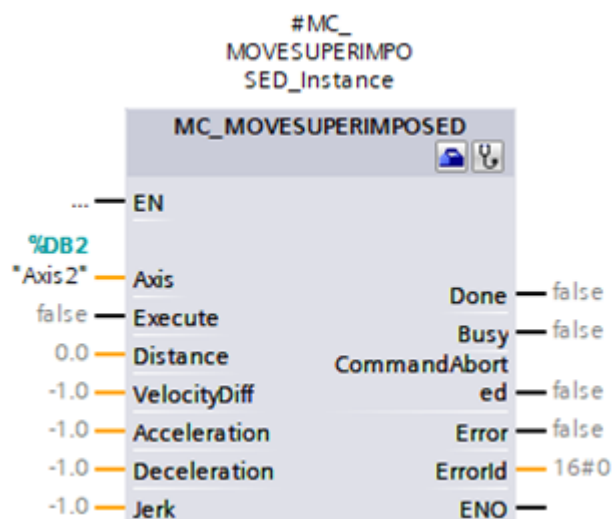 #MC_
MOVESUPERIMPO
SED_Instance
MC_MOVESUPERIMPOSED
... EN
%DB2
"Axis2" Axis
Done false
false Execute
Busy false
0.0 Distance
CommandAbort
-1.0 VelocityDiff
ed false
-1.0 Acceleration
Error false
-1.0 Deceleration
ErrorId 16#0
-1.0 Jerk
ENO